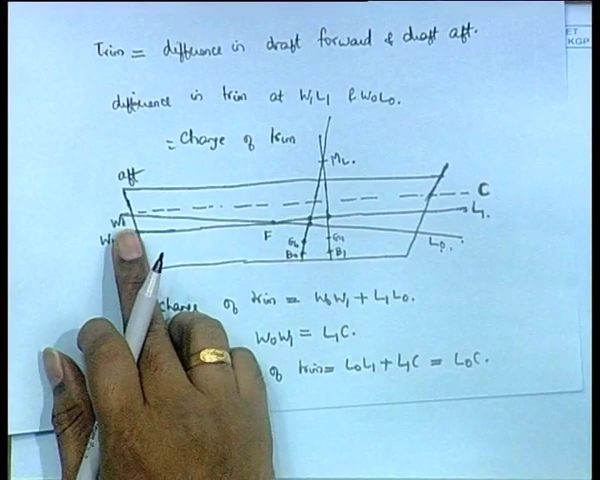 Trim = difference in draft forward & draft aft.
ET
KGP
difference in trim at W₁L₁ & W₀L₀.
= Change of trim
ML.
aft
C
W₁
L₁.
F
G₀ G₁
L₀.
B₀ B₁
change of trim = W₀W₁ + L₁L₀.
W₀W₁ = L₁C.
of trim = L₀L₁ + L₁C = L₀C.